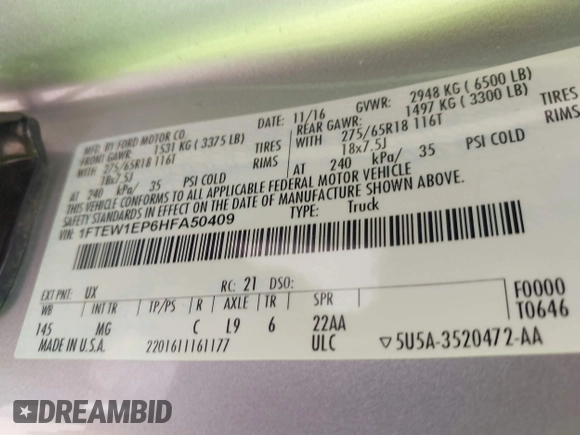 MFD. BY FORD MOTOR CO.
DATE: 11/16 GVWR: 2948 KG ( 6500 LB)
FRONT GAWR: 1531 KG ( 3375 LB) REAR GAWR: 1497 KG ( 3300 LB)
WITH 275/65R18 116T TIRES WITH 275/65R18 116T TIRES
18x7.5J RIMS 18x7.5J RIMS
AT 240 kPa/ 35 PSI COLD AT 240 kPa/ 35 PSI COLD
THIS VEHICLE CONFORMS TO ALL APPLICABLE FEDERAL MOTOR VEHICLE
SAFETY STANDARDS IN EFFECT ON THE DATE OF MANUFACTURE SHOWN ABOVE.
VIN: 1FTEW1EP6HFA50409 TYPE: Truck
EXT PNT: UX RC: 21 DSO:
WB INT TR TP/PS R AXLE TR SPR
145 MG C L9 6 22AA
F0000
T0646
MADE IN U.S.A. 2201611161177 ULC ▽5U5A-3520472-AA
DREAMBID